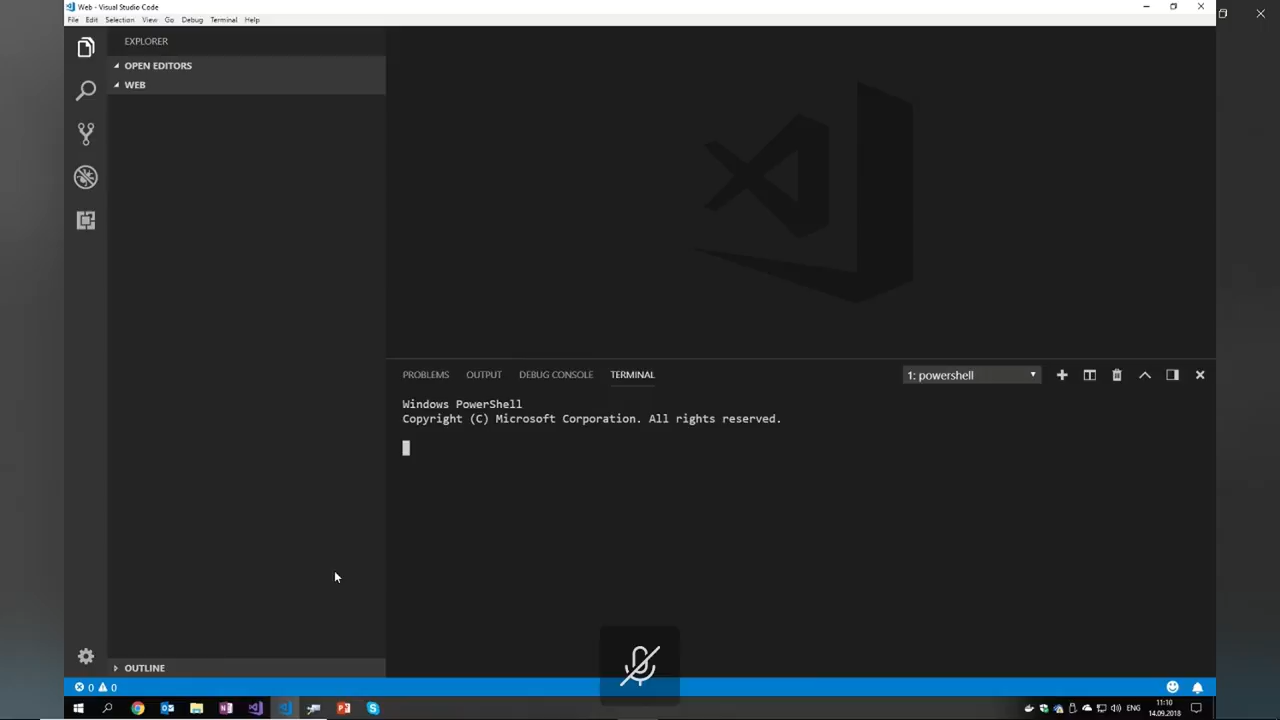 Web - Visual Studio Code
File Edit Selection View Go Debug Terminal Help
EXPLORER
OPEN EDITORS
WEB
PROBLEMS OUTPUT DEBUG CONSOLE TERMINAL 1: powershell
Windows PowerShell
Copyright (C) Microsoft Corporation. All rights reserved.
OUTLINE
0 0
ENG
11:10
14.09.2018